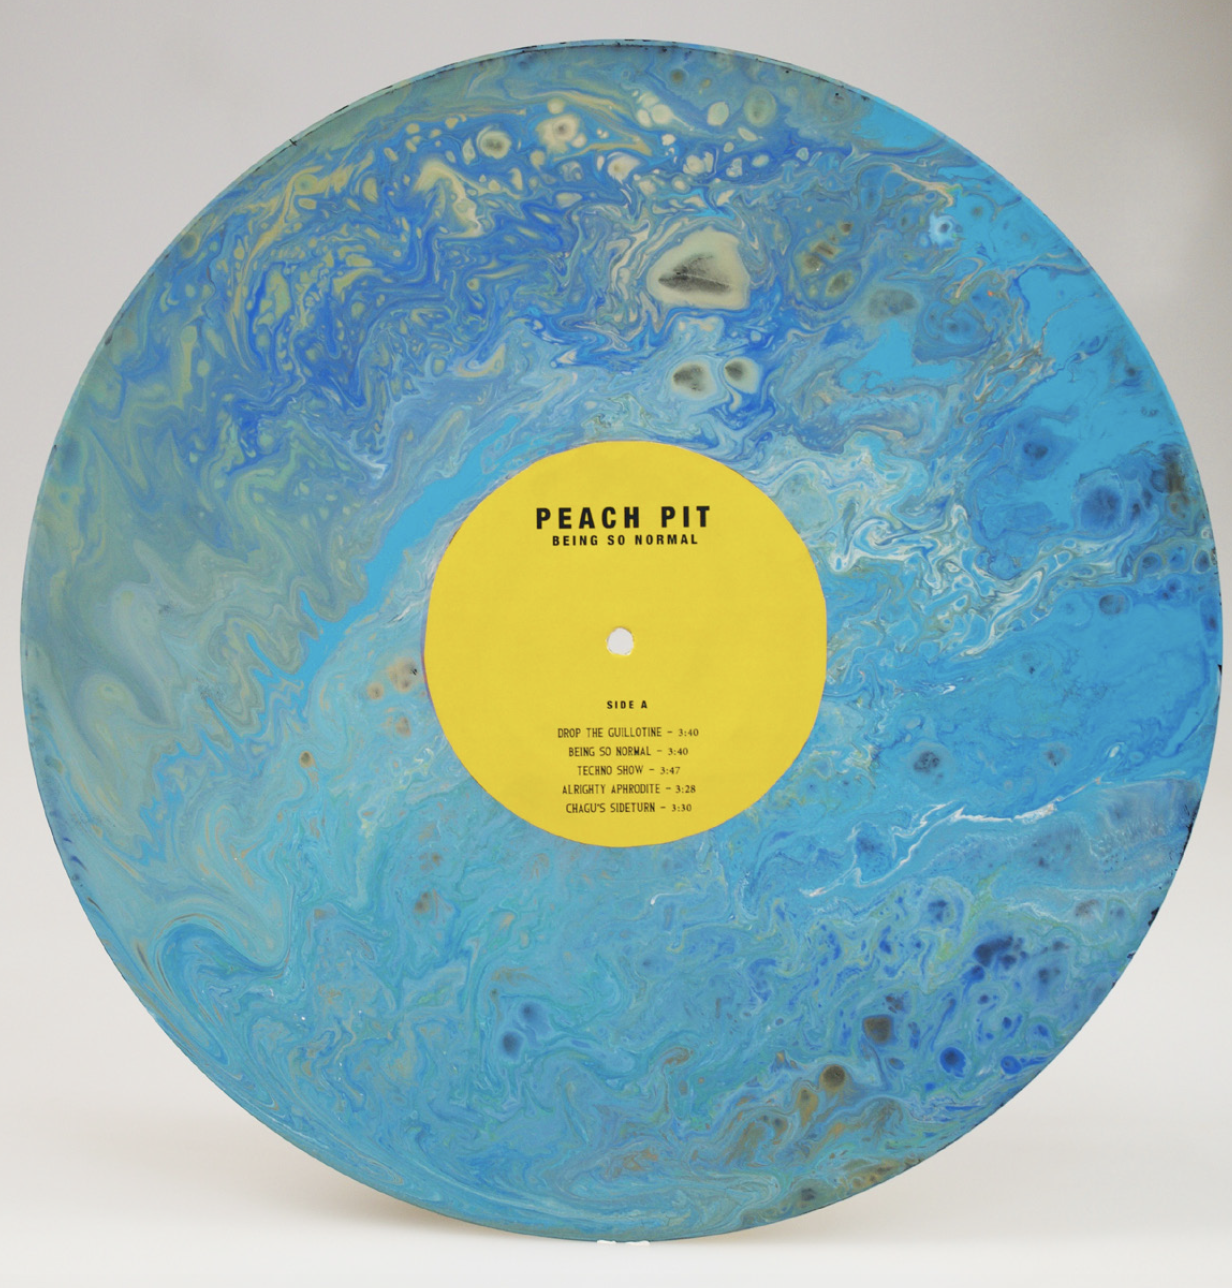 PEACH PIT
BEING SO NORMAL
SIDE A
DROP THE GUILLOTINE – 3:40
BEING SO NORMAL – 3:40
TECHNO SHOW – 3:47
ALRIGHTY APHRODITE – 3:28
CHAGU'S SIDETURN – 3:30